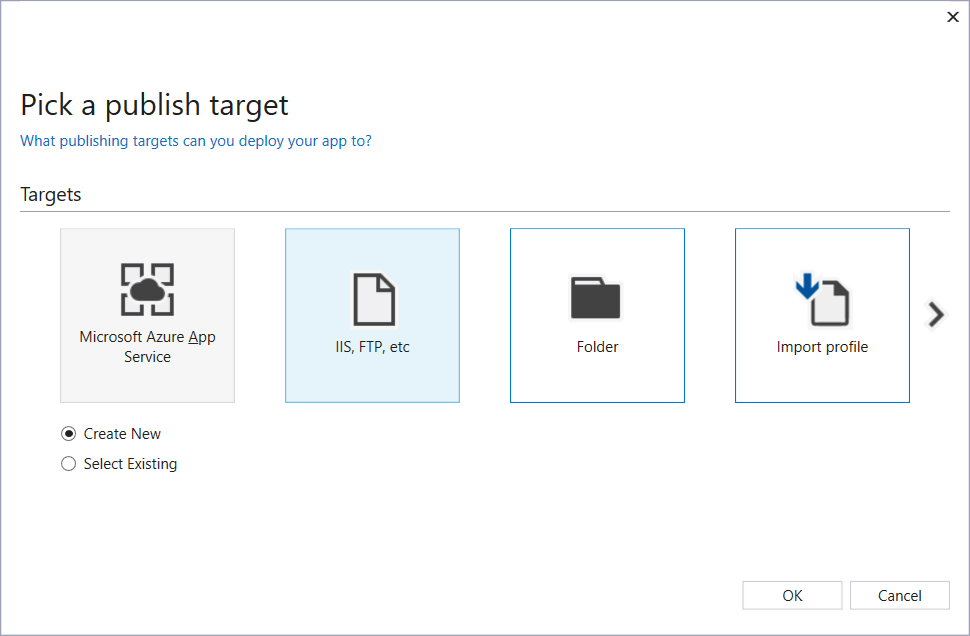 Pick a publish target
What publishing targets can you deploy your app to?
Targets
Microsoft Azure App
Service
IIS, FTP, etc
Folder
Import profile
Create New
Select Existing
OK
Cancel